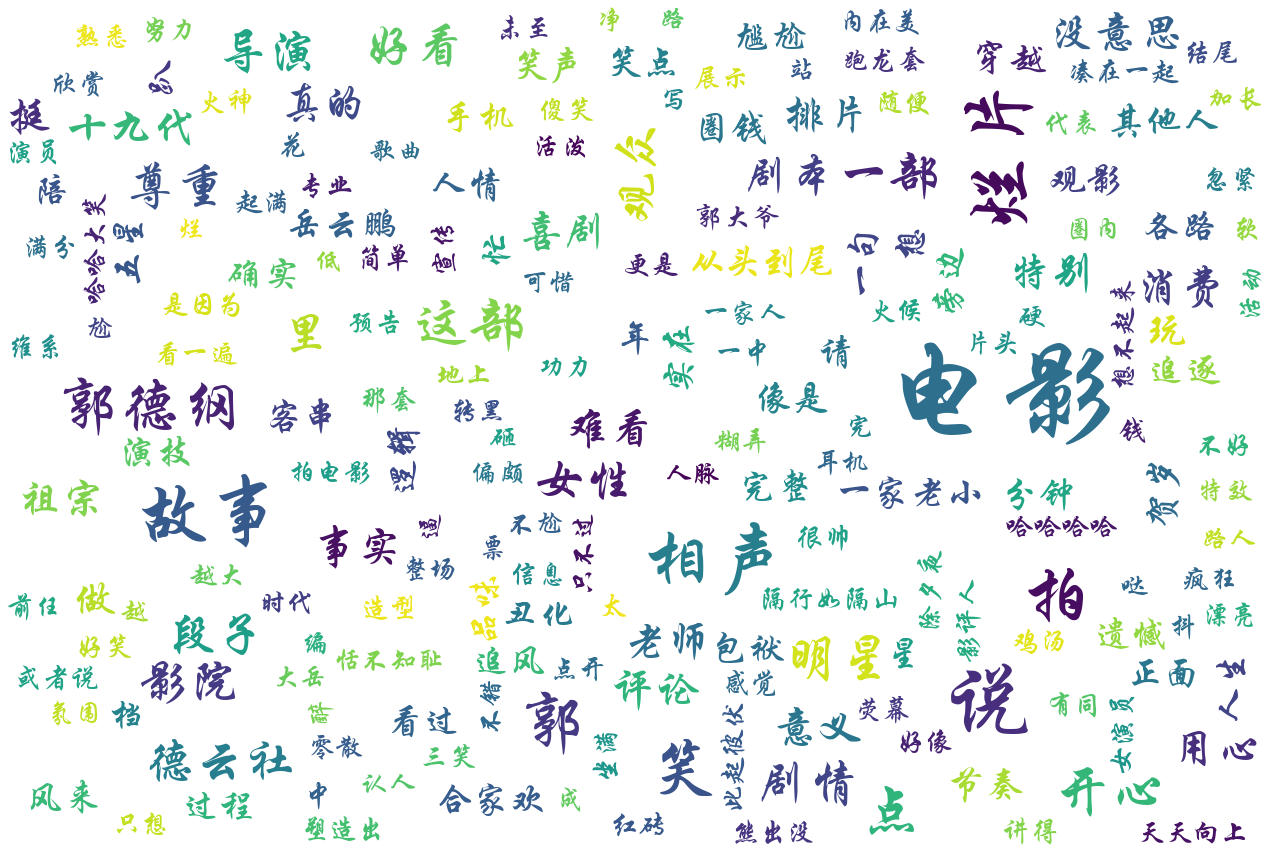 熟悉
努力
导演
好看
未至
净
路
笑声
笑点
尴尬
内在美
跑龙套
穿越
没意思
结尾
欣赏
站
凑在一起
展示
写
挺
十九代
火神
真的
手机
傻笑
圈钱
排片
随便
片
代表
其他人
加长
演员
花
歌曲
活泼
观众
陪
尊重
起满
专业
人情
剧本
一部
烂
观影
忽紧
哈哈大笑
五星
烂
岳云鹏
宣传
忙
喜剧
郭大爷
一句
想
圈内
各路
软
满分
确实
低
简单
可惜
更是
从头到尾
旁边
特别
消费
活动
尬
是因为
里
预告
这部
年
实在
一家人
一中
请
火候
硬
片头
想不起来
玩
维系
看一遍
地上
功力
电影
追逐
郭德纲
客串
那套
转黑
难看
像是
完
钱
演技
逻辑
砸
糊弄
耳机
不好
拍电影
偏颇
女性
人脉
完整
一家老小
分钟
贺岁
特效
祖宗
故事
事实
逼
不尬
只不过
哈哈哈哈
路人
整场
票
信息
相声
很帅
越大
前任
做
越
时代
造型
品味
丑化
太
隔行如隔山
除夕夜
影评人
拍
哒
疯狂
漂亮
段子
编
好笑
恬不知耻
追风
点开
老师
包袱
明星
星
鸡汤
遗憾
抖
或者说
影院
大岳
不错
评论
感觉
说
正面
人生
氛围
档
看过
郭
意义
荧幕
有同
女演员
德云社
零散
三笑
坐满
笑
此起彼伏
好像
用心
风来
过程
中
认人
合家欢
成
剧情
点
节奏
开心
只想
塑造出
红砖
熊出没
讲得
天天向上